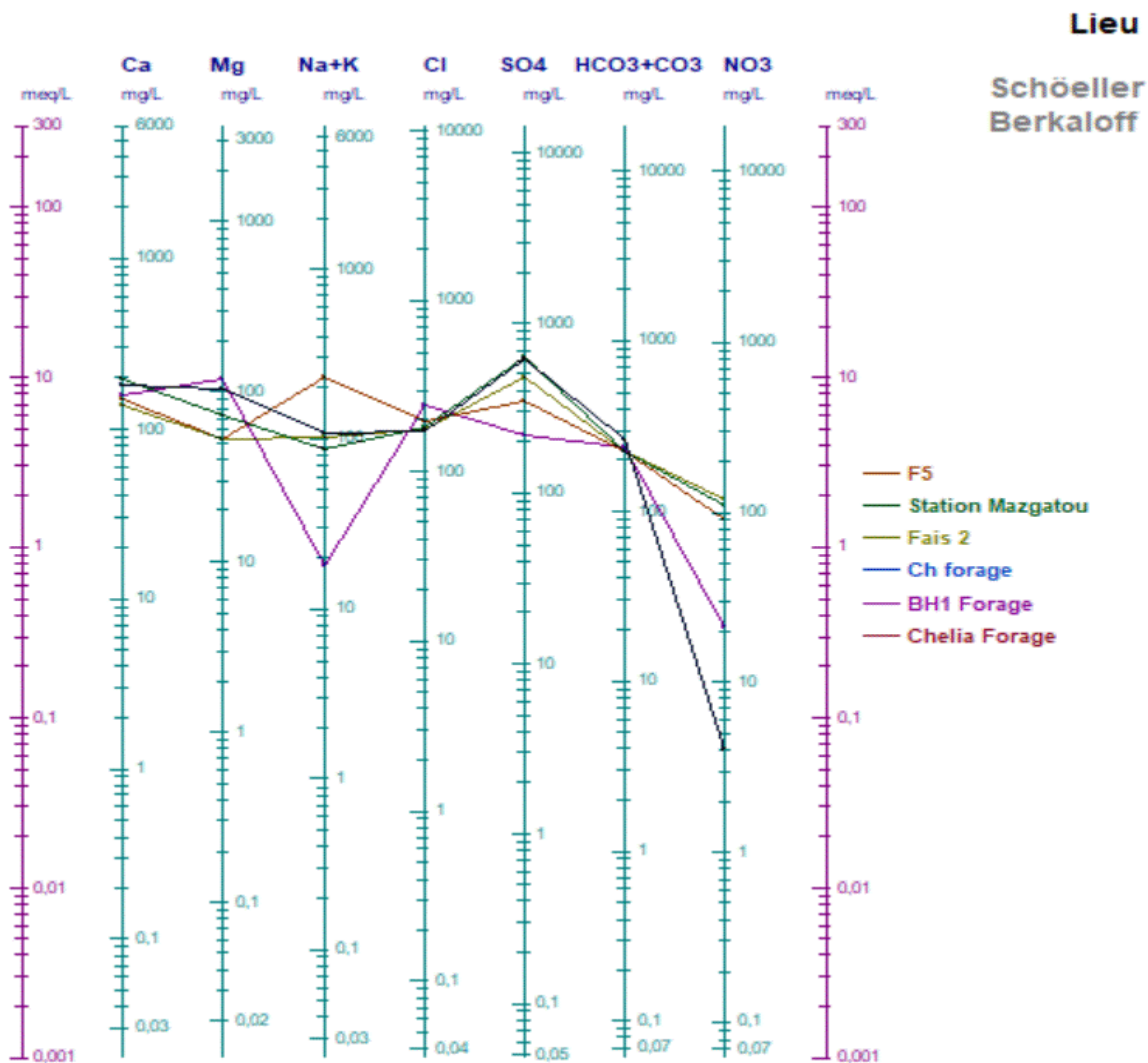 Lieu
Ca Mg Na+K Cl SO4 HCO3+CO3 NO3
meq/L mg/L mg/L mg/L mg/L mg/L mg/L mg/L meq/L
Schöeller
Berkaloff
300 6000 3000 6000 10000 10000 10000 10000 300
100 1000 1000 1000 1000 1000 1000 1000 100
10 100 100 100 100 100 100 100 10
1 10 10 10 10 10 10 10 1
0,1 1 1 1 1 1 1 1 0,1
0,01 0,1 0,1 0,1 0,1 0,1 0,1 0,1 0,01
0,001 0,03 0,02 0,03 0,04 0,05 0,07 0,07 0,001
F5
Station Mazgatou
Fais 2
Ch forage
BH1 Forage
Chelia Forage